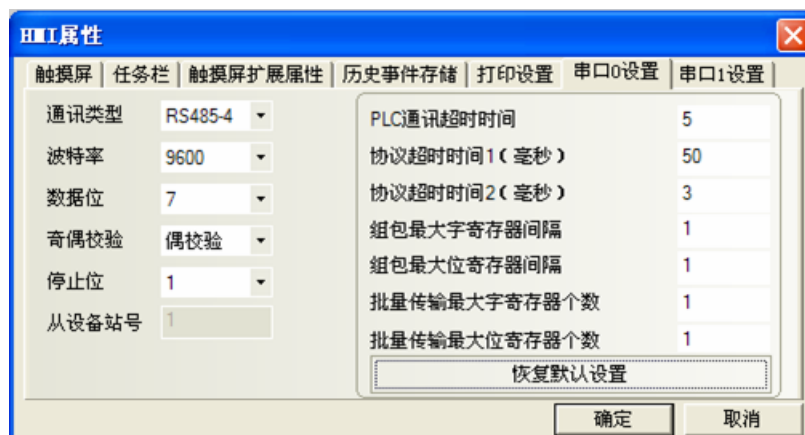 HMI属性
触摸屏 任务栏 触摸屏扩展属性 历史事件存储 打印设置 串口0设置 串口1设置
通讯类型 RS485-4
波特率 9600
数据位 7
奇偶校验 偶校验
停止位 1
从设备站号 1
PLC通讯超时时间 5
协议超时时间1(毫秒) 50
协议超时时间2(毫秒) 3
组包最大字寄存器间隔 1
组包最大位寄存器间隔 1
批量传输最大字寄存器个数 1
批量传输最大位寄存器个数 1
恢复默认设置
确定 取消